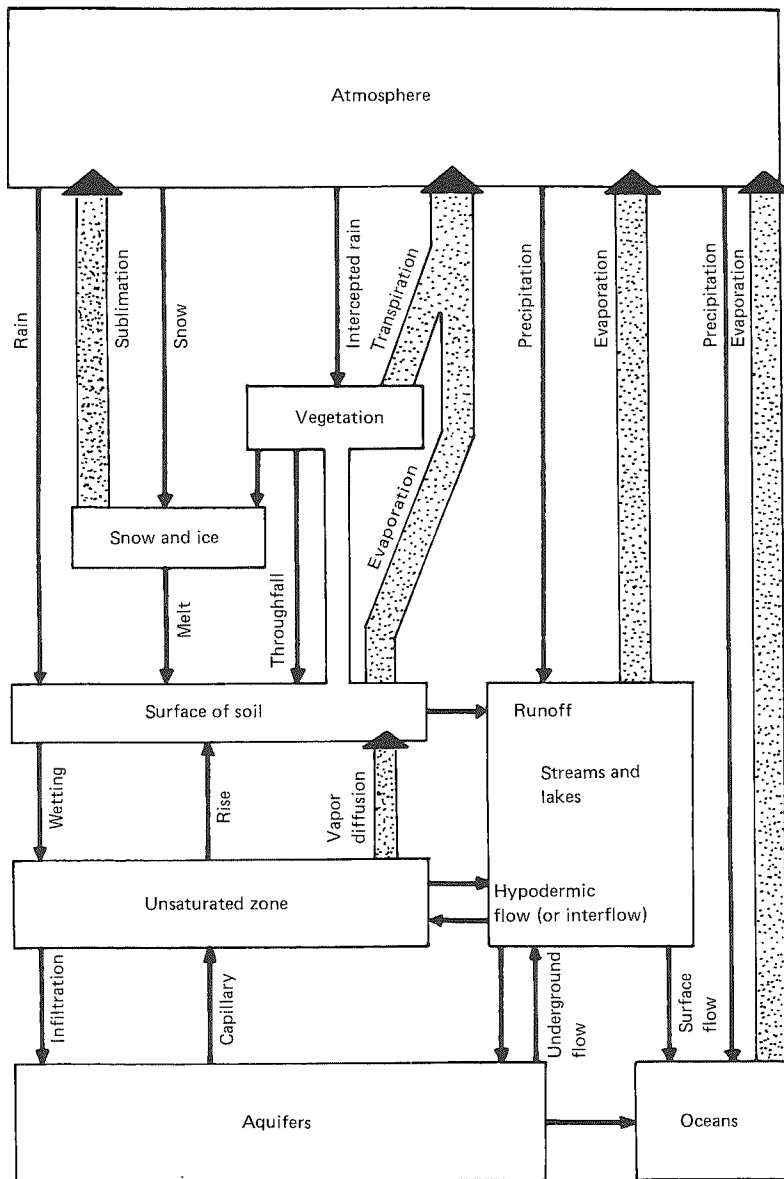 Atmosphere
Rain
Sublimation
Snow
Intercepted rain
Transpiration
Precipitation
Evaporation
Precipitation
Evaporation
Vegetation
Evaporation
Snow and ice
Melt
Throughfall
Surface of soil
Runoff
Streams and
lakes
Wetting
Rise
Vapor
diffusion
Unsaturated zone
Hypodermic
flow (or interflow)
Infiltration
Capillary
Underground
flow
Surface
flow
Aquifers
Oceans